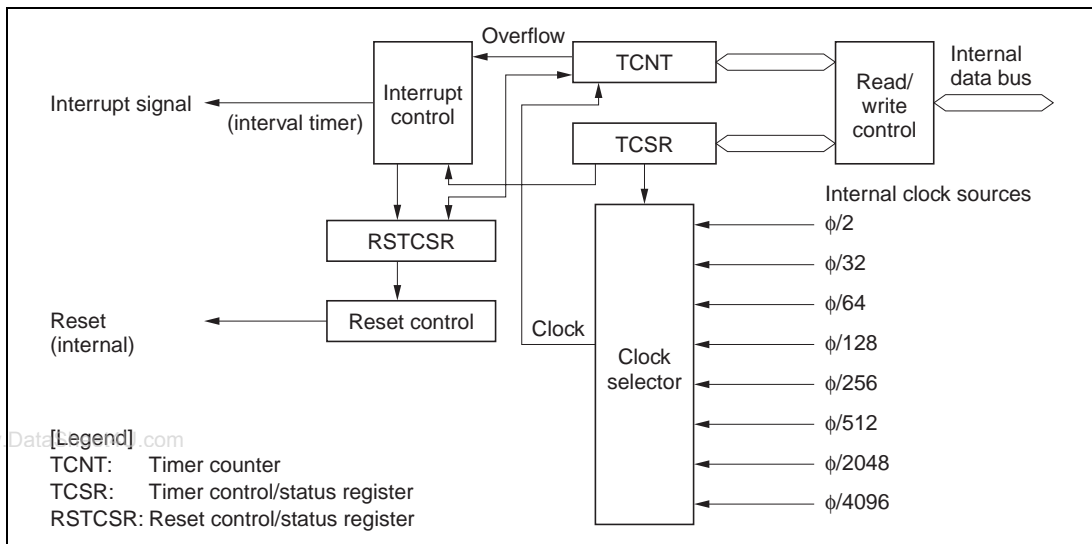 Overflow
TCNT
Internal
data bus
Interrupt signal
Interrupt
control
(interval timer)
Read/
write
control
TCSR
Internal clock sources
RSTCSR
ϕ/2
ϕ/32
ϕ/64
Reset
(internal)
Reset control
Clock
Clock
selector
ϕ/128
ϕ/256
ϕ/512
ϕ/2048
ϕ/4096
[Legend]
TCNT: Timer counter
TCSR: Timer control/status register
RSTCSR: Reset control/status register